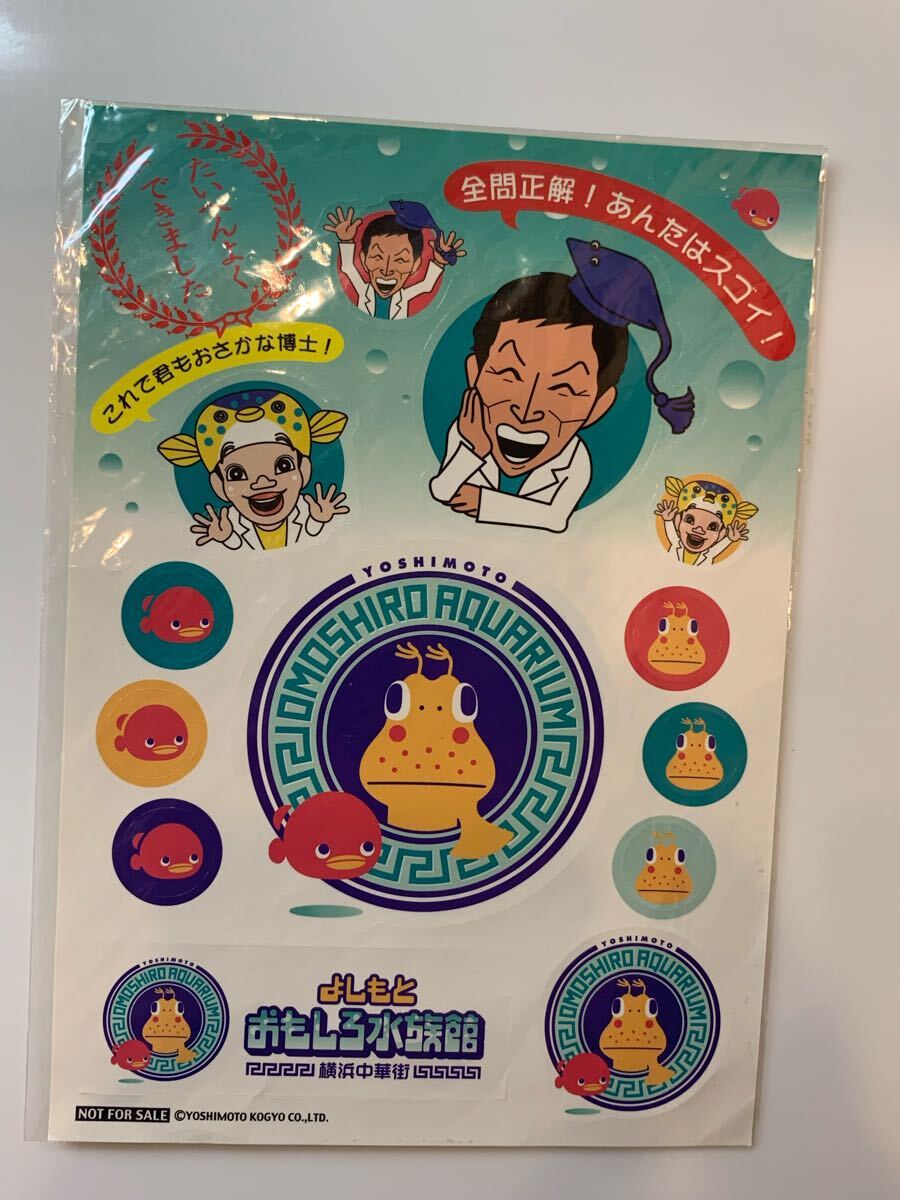 たいへんよく
できました
全問正解！あんたはスゴイ！
これで君もおさかな博士！
YOSHIMOTO
OMOSHIRO AQUARIUM
YOSHIMOTO
OMOSHIRO AQUARIUM
よしもと
おもしろ水族館
横浜中華街
YOSHIMOTO
OMOSHIRO AQUARIUM
NOT FOR SALE ©YOSHIMOTO KOGYO CO.,LTD.